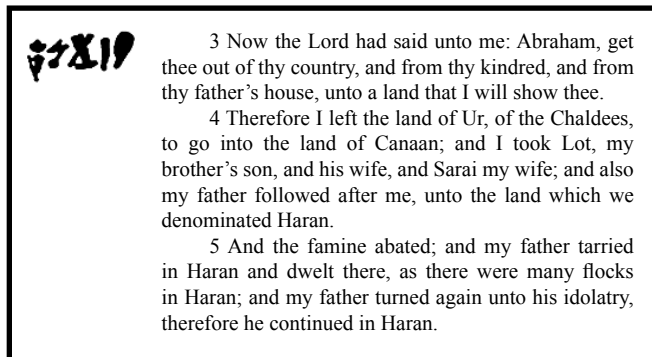 3 Now the Lord had said unto me: Abraham, get
thee out of thy country, and from thy kindred, and from
thy father’s house, unto a land that I will show thee.
4 Therefore I left the land of Ur, of the Chaldees,
to go into the land of Canaan; and I took Lot, my
brother’s son, and his wife, and Sarai my wife; and also
my father followed after me, unto the land which we
denominated Haran.
5 And the famine abated; and my father tarried
in Haran and dwelt there, as there were many flocks
in Haran; and my father turned again unto his idolatry,
therefore he continued in Haran.